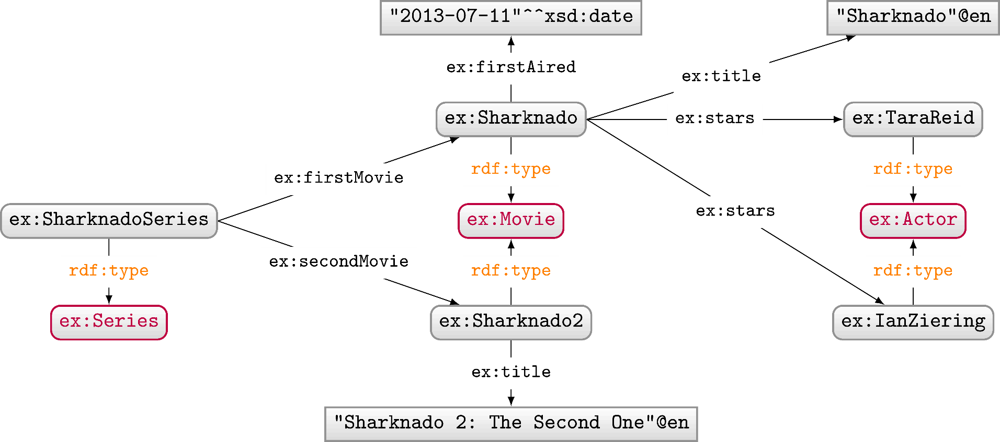 "2013-07-11"^^xsd:date
"Sharknado"@en
ex:firstAired
ex:title
ex:Sharknado
ex:stars
ex:TaraReid
rdf:type
rdf:type
ex:firstMovie
ex:stars
ex:SharknadoSeries
ex:Movie
ex:Actor
ex:secondMovie
rdf:type
rdf:type
rdf:type
ex:Series
ex:Sharknado2
ex:IanZiering
ex:title
"Sharknado 2: The Second One"@en